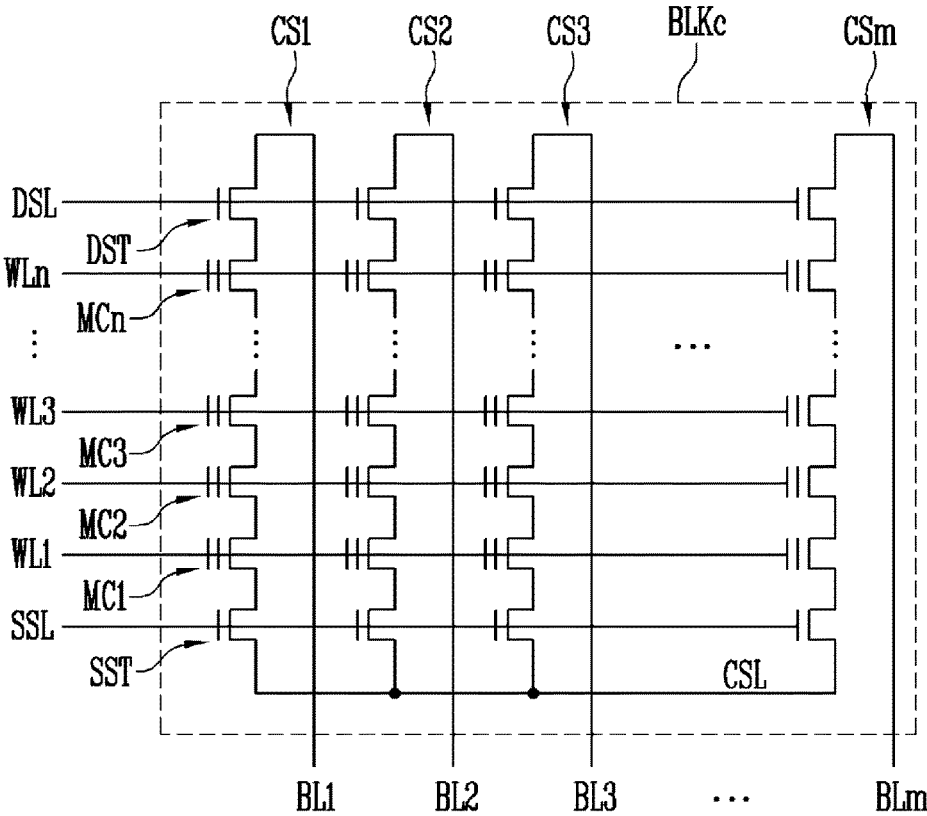 CS1 CS2 CS3 BLKc CSm
DSL
DST
WLn
MCn
⋮ ⋮ ⋮ ⋮ ... ⋮
WL3
MC3
WL2
MC2
WL1
MC1
SSL
SST
CSL
BL1 BL2 BL3 ... BLm